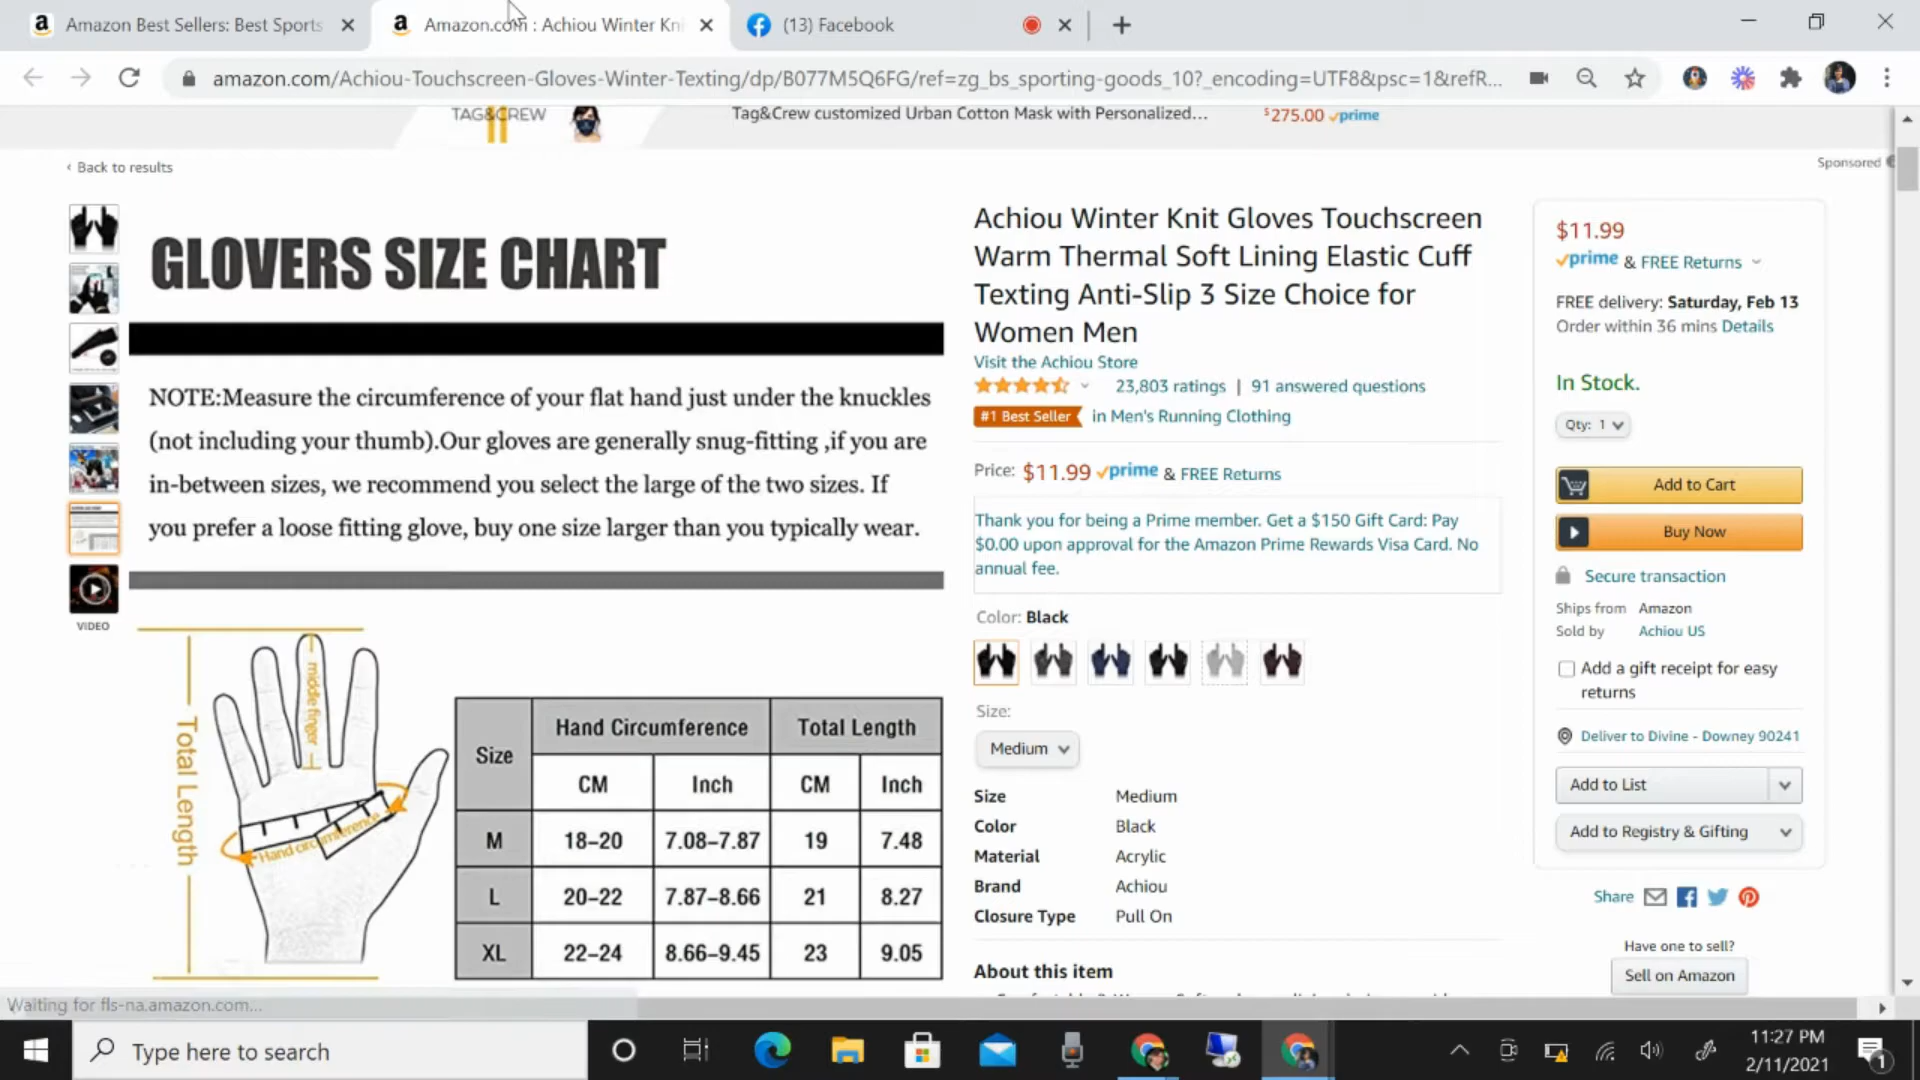 Amazon Best Sellers: Best Sports
Amazon.com : Achiou Winter Kni
(13) Facebook
amazon.com/Achiou-Touchscreen-Gloves-Winter-Texting/dp/B077M5Q6FG/ref=zg_bs_sporting-goods_10?_encoding=UTF8&psc=1&refR...
TAG&CREW
Tag&Crew customized Urban Cotton Mask with Personalized...
$275.00 prime
‹ Back to results
Sponsored
GLOVERS SIZE CHART
NOTE:Measure the circumference of your flat hand just under the knuckles
(not including your thumb).Our gloves are generally snug-fitting ,if you are
in-between sizes, we recommend you select the large of the two sizes. If
you prefer a loose fitting glove, buy one size larger than you typically wear.
VIDEO
Total Length
middle finger
Hand circumference
Size Hand Circumference Total Length
CM Inch CM Inch
M 18-20 7.08-7.87 19 7.48
L 20-22 7.87-8.66 21 8.27
XL 22-24 8.66-9.45 23 9.05
Achiou Winter Knit Gloves Touchscreen
Warm Thermal Soft Lining Elastic Cuff
Texting Anti-Slip 3 Size Choice for
Women Men
Visit the Achiou Store
23,803 ratings | 91 answered questions
#1 Best Seller in Men's Running Clothing
Price: $11.99 prime & FREE Returns
Thank you for being a Prime member. Get a $150 Gift Card: Pay
$0.00 upon approval for the Amazon Prime Rewards Visa Card. No
annual fee.
Color: Black
Size:
Medium
Size Medium
Color Black
Material Acrylic
Brand Achiou
Closure Type Pull On
About this item
$11.99
prime & FREE Returns
FREE delivery: Saturday, Feb 13
Order within 36 mins Details
In Stock.
Qty: 1
Add to Cart
Buy Now
Secure transaction
Ships from Amazon
Sold by Achiou US
Add a gift receipt for easy
returns
Deliver to Divine - Downey 90241
Add to List
Add to Registry & Gifting
Share
Have one to sell?
Sell on Amazon
Waiting for fls-na.amazon.com...
Type here to search
11:27 PM
2/11/2021
1